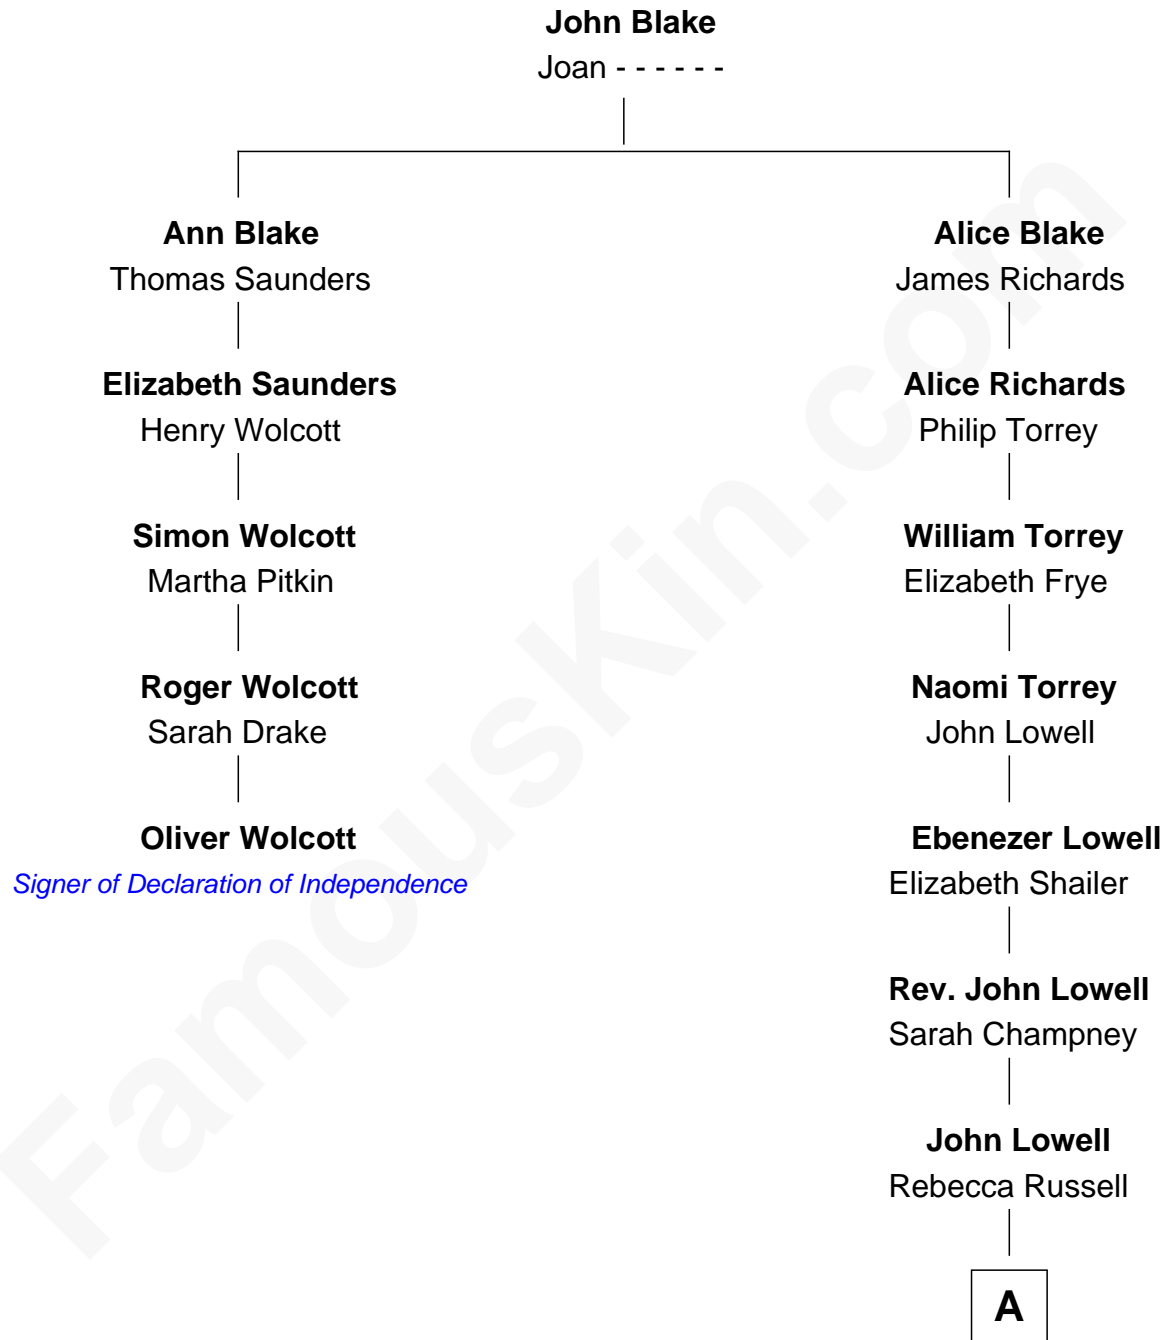 John Blake
Joan - - - - - -
Ann Blake
Thomas Saunders
Elizabeth Saunders
Henry Wolcott
Simon Wolcott
Martha Pitkin
Roger Wolcott
Sarah Drake
Oliver Wolcott
Signer of Declaration of Independence
Alice Blake
James Richards
Alice Richards
Philip Torrey
William Torrey
Elizabeth Frye
Naomi Torrey
John Lowell
Ebenezer Lowell
Elizabeth Shailer
Rev. John Lowell
Sarah Champney
John Lowell
Rebecca Russell
A
FamousKin.com